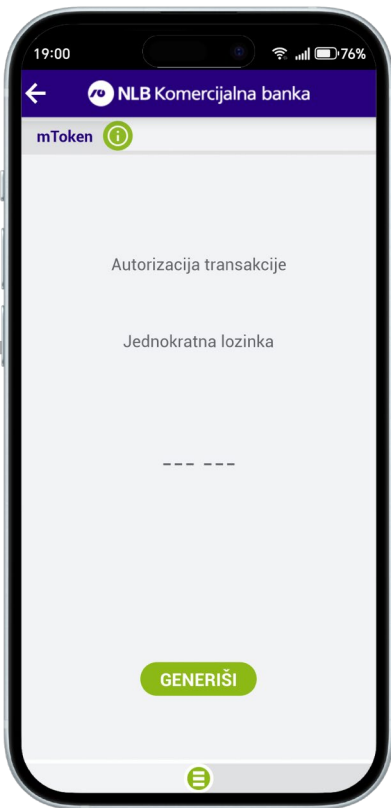 19:00 76%
NLB Komercijalna banka
mToken
Autorizacija transakcije
Jednokratna lozinka
--- ---
GENERIŠI